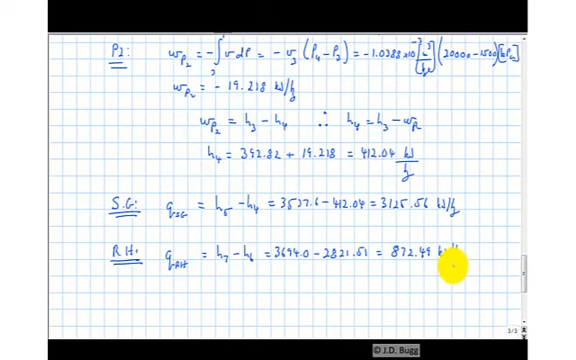 P2: w_P2 = -∫₃⁴ v dP = -v₃ (P₄ - P₃) = -1.0388×10⁻³ [m³/kg] (20000 - 1500) [kPa]
w_P2 = - 19.218 kJ/kg
w_P2 = h₃ - h₄ ∴ h₄ = h₃ - w_P2
h₄ = 392.82 + 19.218 = 412.04 kJ/kg
S.G: q_SG = h₅ - h₄ = 3537.6 - 412.04 = 3125.56 kJ/kg
RH: q_RH = h₇ - h₆ = 3694.0 - 2821.51 = 872.49
3/3
© J.D. Bugg